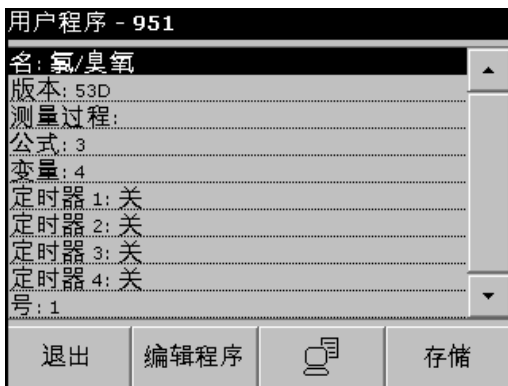 用户程序 - 951
名: 氯/臭氧
版本: 53D
测量过程:
公式: 3
变量: 4
定时器 1: 关
定时器 2: 关
定时器 3: 关
定时器 4: 关
号: 1
退出
编辑程序
存储